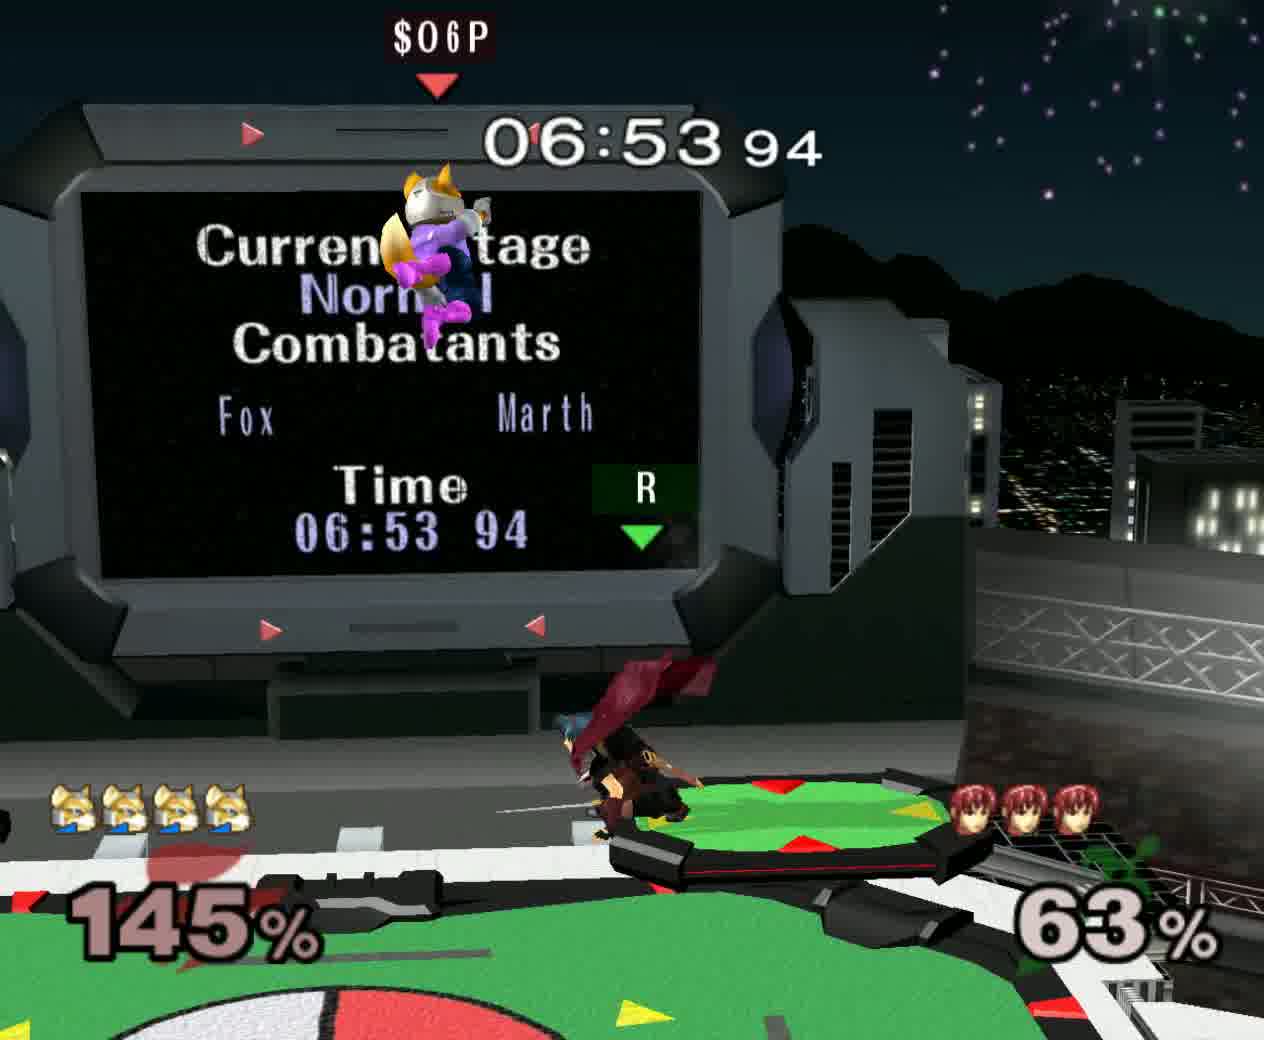 $06P
06:53 94
Curren tage
Norm l
Combatants
Fox Marth
Time
06:53 94
R
145%
63%